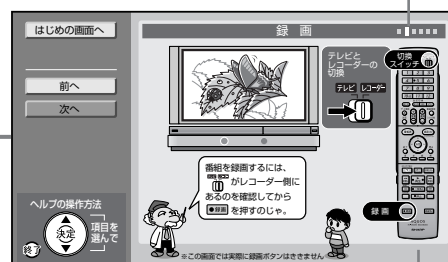 はじめの画面へ
前へ
次へ
ヘルプの操作方法
決定
項目を
選んで
終了
録 画
テレビと
レコーダーの
切換
テレビ レコーダー
切換
スイッチ
番組を録画するには、
がレコーダー側に
あるのを確認してから
●録画 を押すのじゃ。
録 画
※この画面では実際に録画ボタンはききません